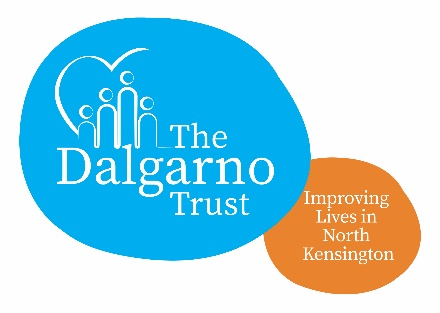 The
Dalgarno
Trust
Improving
Lives in
North
Kensington